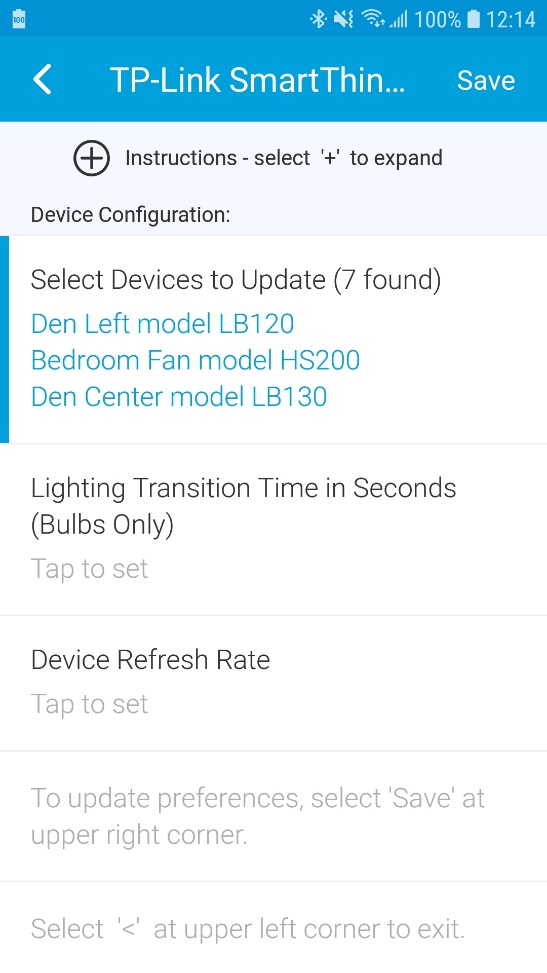 100 100% 12:14
TP-Link SmartThin... Save
Instructions - select '+' to expand
Device Configuration:
Select Devices to Update (7 found)
Den Left model LB120
Bedroom Fan model HS200
Den Center model LB130
Lighting Transition Time in Seconds
(Bulbs Only)
Tap to set
Device Refresh Rate
Tap to set
To update preferences, select 'Save' at
upper right corner.
Select '<' at upper left corner to exit.